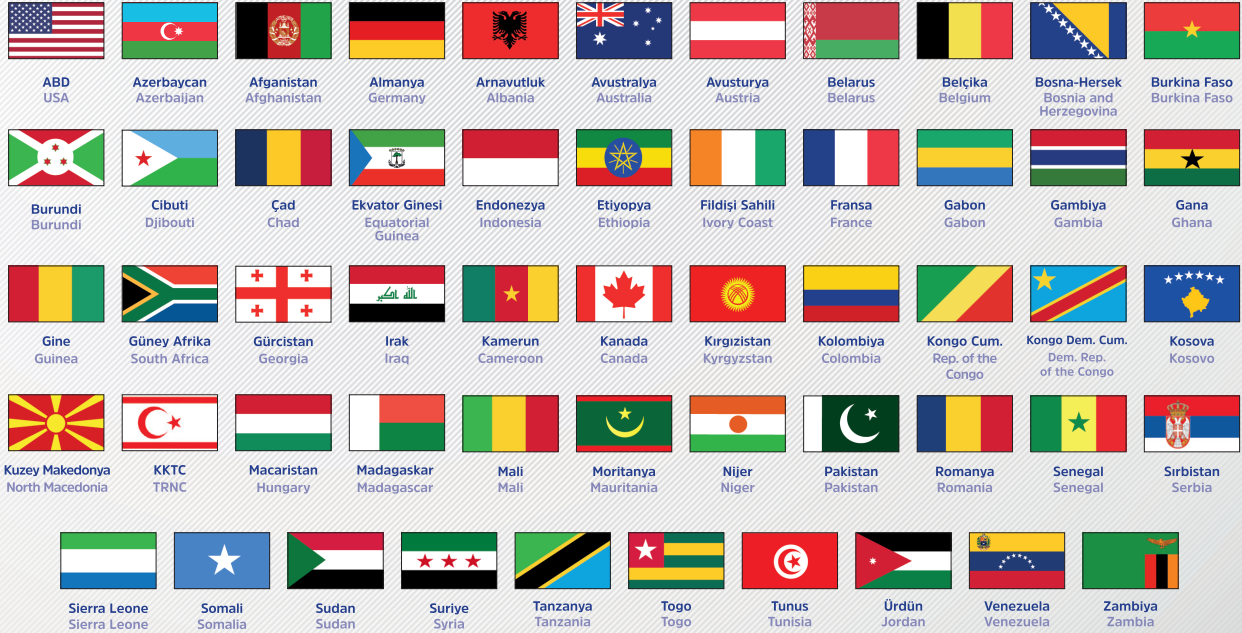 ABD
USA
Azerbaycan
Azerbaijan
Afganistan
Afghanistan
Almanya
Germany
Arnavutluk
Albania
Avustralya
Australia
Avusturya
Austria
Belarus
Belarus
Belçika
Belgium
Bosna-Hersek
Bosnia and
Herzegovina
Burkina Faso
Burkina Faso
Burundi
Burundi
Cibuti
Djibouti
Çad
Chad
Ekvator Ginesi
Equatorial
Guinea
Endonezya
Indonesia
Etiyopya
Ethiopia
Fildişi Sahili
Ivory Coast
Fransa
France
Gabon
Gabon
Gambiya
Gambia
Gana
Ghana
Gine
Guinea
Güney Afrika
South Africa
Gürcistan
Georgia
الله اكبر
Irak
Iraq
Kamerun
Cameroon
Kanada
Canada
Kırgızistan
Kyrgyzstan
Kolombiya
Colombia
Kongo Cum.
Rep. of the
Congo
Kongo Dem. Cum.
Dem. Rep.
of the Congo
Kosova
Kosovo
Kuzey Makedonya
North Macedonia
KKTC
TRNC
Macaristan
Hungary
Madagaskar
Madagascar
Mali
Mali
Moritanya
Mauritania
Nijer
Niger
Pakistan
Pakistan
Romanya
Romania
Senegal
Senegal
Sırbistan
Serbia
Sierra Leone
Sierra Leone
Somali
Somalia
Sudan
Sudan
Suriye
Syria
Tanzanya
Tanzania
Togo
Togo
Tunus
Tunisia
Ürdün
Jordan
Venezuela
Venezuela
Zambiya
Zambia